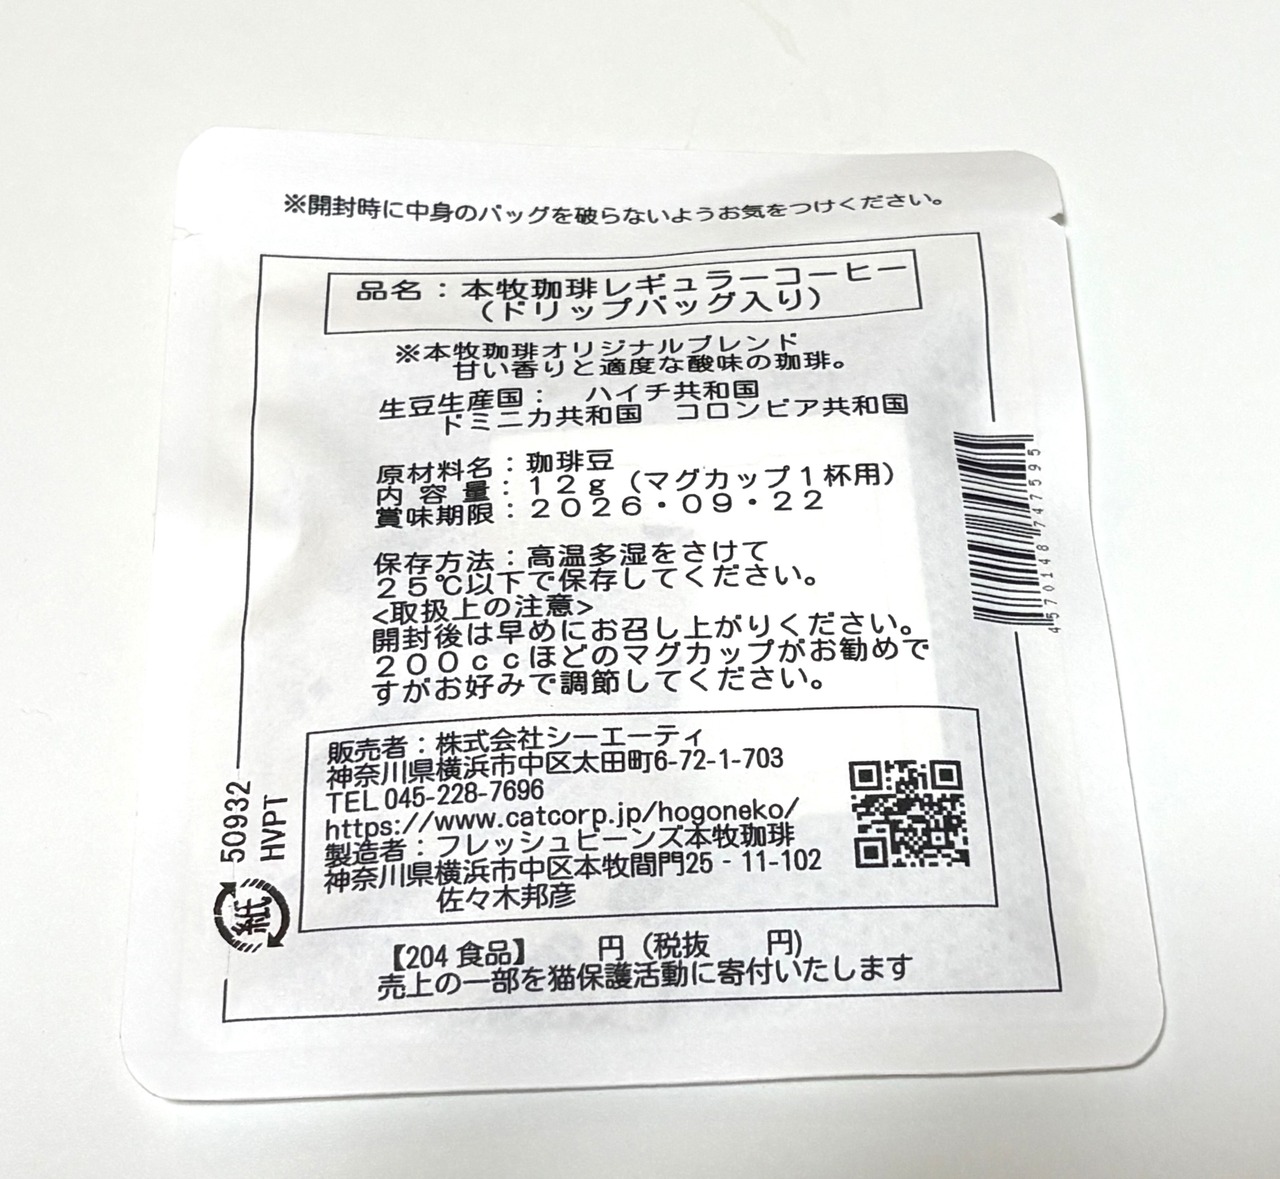 ※開封時に中身のバッグを破らないようお気をつけください。
品名：本牧珈琲レギュラーコーヒー
（ドリップバッグ入り）
※本牧珈琲オリジナルブレンド
甘い香りと適度な酸味の珈琲。
生豆生産国：　ハイチ共和国
ドミニカ共和国　コロンビア共和国
原材料名：珈琲豆
内容量：１２ｇ（マグカップ１杯用）
賞味期限：２０２６・０９・２２
保存方法：高温多湿をさけて
２５℃以下で保存してください。
<取扱上の注意>
開封後は早めにお召し上がりください。
２００ｃｃほどのマグカップがお勧めで
すがお好みで調節してください。
4570148747595
販売者：株式会社シーエーティ
神奈川県横浜市中区太田町6-72-1-703
TEL 045-228-7696
https://www.catcorp.jp/hogoneko/
製造者：フレッシュビーンズ本牧珈琲
神奈川県横浜市中区本牧間門25‐11-102
佐々木邦彦
50932
HVPT
紙
【204 食品】　　円（税抜　　円）
売上の一部を猫保護活動に寄付いたします